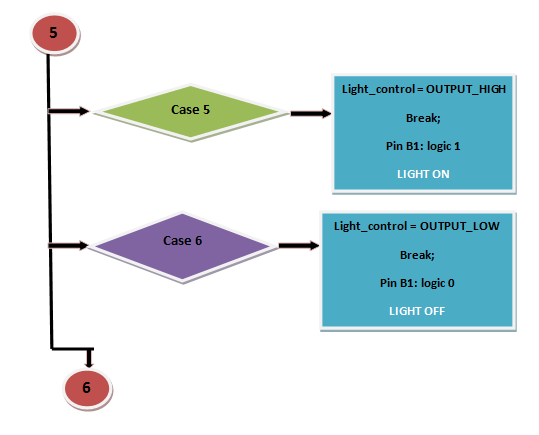 5
Case 5
Light_control = OUTPUT_HIGH
Break;
Pin B1: logic 1
LIGHT ON
Case 6
Light_control = OUTPUT_LOW
Break;
Pin B1: logic 0
LIGHT OFF
6